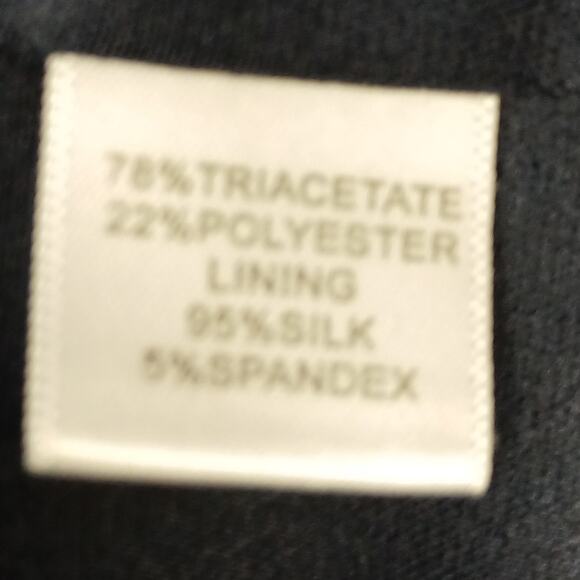 78%TRIACETATE
22%POLYESTER
LINING
95%SILK
5%SPANDEX